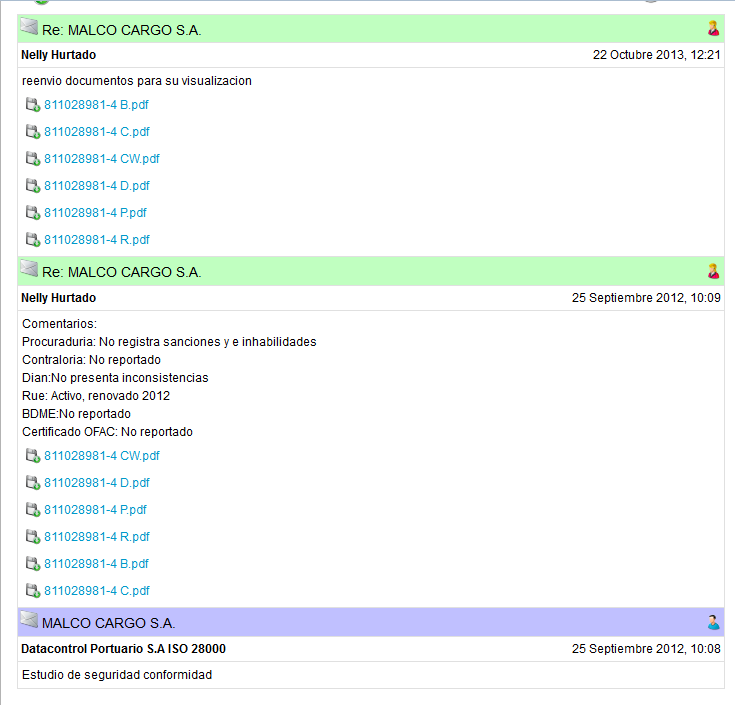 Re: MALCO CARGO S.A.
Nelly Hurtado 22 Octubre 2013, 12:21
reenvio documentos para su visualizacion
811028981-4 B.pdf
811028981-4 C.pdf
811028981-4 CW.pdf
811028981-4 D.pdf
811028981-4 P.pdf
811028981-4 R.pdf
Re: MALCO CARGO S.A.
Nelly Hurtado 25 Septiembre 2012, 10:09
Comentarios:
Procuraduria: No registra sanciones y e inhabilidades
Contraloria: No reportado
Dian:No presenta inconsistencias
Rue: Activo, renovado 2012
BDME:No reportado
Certificado OFAC: No reportado
811028981-4 CW.pdf
811028981-4 D.pdf
811028981-4 P.pdf
811028981-4 R.pdf
811028981-4 B.pdf
811028981-4 C.pdf
MALCO CARGO S.A.
Datacontrol Portuario S.A ISO 28000 25 Septiembre 2012, 10:08
Estudio de seguridad conformidad